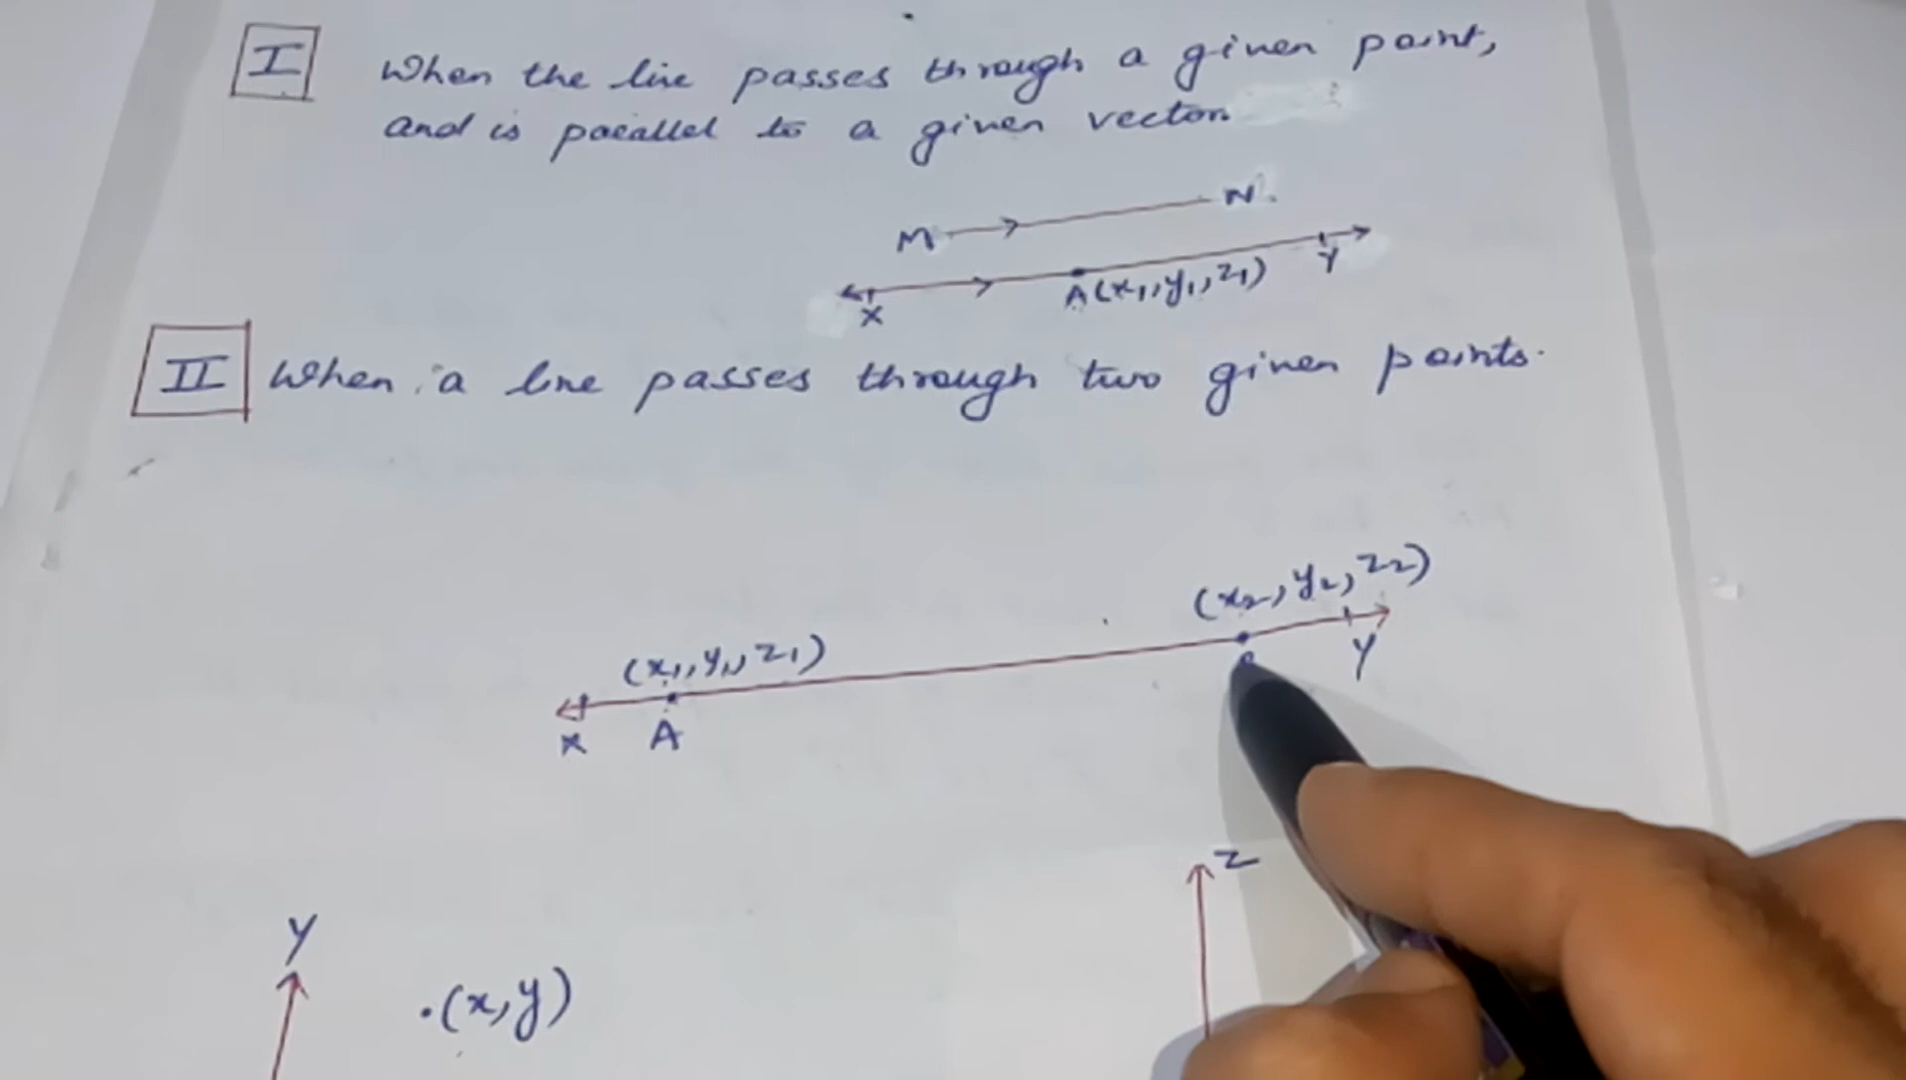 I When the line passes through a given point,
and is parallel to a given vector
M N
X A(x₁, y₁, z₁) Y
II When a line passes through two given points.
(x₂, y₂, z₂)
(x₁, y₁, z₁)
X A Y
Z
Y
.(x, y)